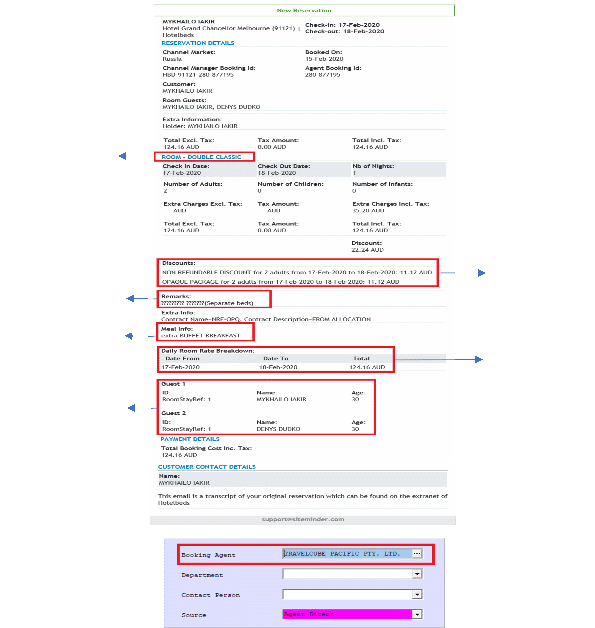 New Reservation
MYKHAILO IAKIR
Hotel Grand Chancellor Melbourne (91171) | Check-in: 17-Feb-2020
Hotelbeds Check-out: 18-Feb-2020
RESERVATION DETAILS
Channel Market: Booked On:
Russia 15-Feb-2020
Channel Manager Booking Id: Agent Booking Id:
HBD-91121-280-877195 280-877195
Customer:
MYKHAILO IAKIR
Room Guests:
MYKHAILO IAKIR, DENYS DUDKO
Extra Information:
Holder: MYKHAILO IAKIR
Total Excl. Tax: Tax Amount: Total Incl. Tax:
124.16 AUD 0.00 AUD 124.16 AUD
ROOM - DOUBLE CLASSIC
Check In Date: Check Out Date: Nb of Nights:
17-Feb-2020 18-Feb-2020 1
Number of Adults: Number of Children: Number of Infants:
2 0 0
Extra Charges Excl. Tax: Tax Amount: Extra Charges Incl. Tax:
AUD AUD 35.20 AUD
Total Excl. Tax: Tax Amount: Total Incl. Tax:
124.16 AUD 0.00 AUD 124.16 AUD
Discount:
22.24 AUD
Discounts:
NON REFUNDABLE DISCOUNT for 2 adults from 17-Feb-2020 to 18-Feb-2020: 11.12 AUD
OPAQUE PACKAGE for 2 adults from 17-Feb-2020 to 18-Feb-2020: 11.12 AUD
Remarks:
????????? ???????(Separate beds)
Extra Info:
Contract Name-NRF-OPQ, Contract Description-FROM ALLOCATION
Meal Info:
extra BUFFET BREAKFAST
Daily Room Rate Breakdown:
Date From Date To Total
17-Feb-2020 18-Feb-2020 124.16 AUD
Guest 1
ID: Name: Age:
RoomStayRef: 1 MYKHAILO IAKIR 30
Guest 2
ID: Name: Age:
RoomStayRef: 1 DENYS DUDKO 30
PAYMENT DETAILS
Total Booking Cost Inc. Tax:
124.16 AUD
CUSTOMER CONTACT DETAILS
Name:
MYKHAILO IAKIR
This email is a transcript of your original reservation which can be found on the extranet of
Hotelbeds
support@siteminder.com
Booking Agent TRAVELCUBE PACIFIC PTY. LTD. ...
Department
Contact Person
Source Agent Direct